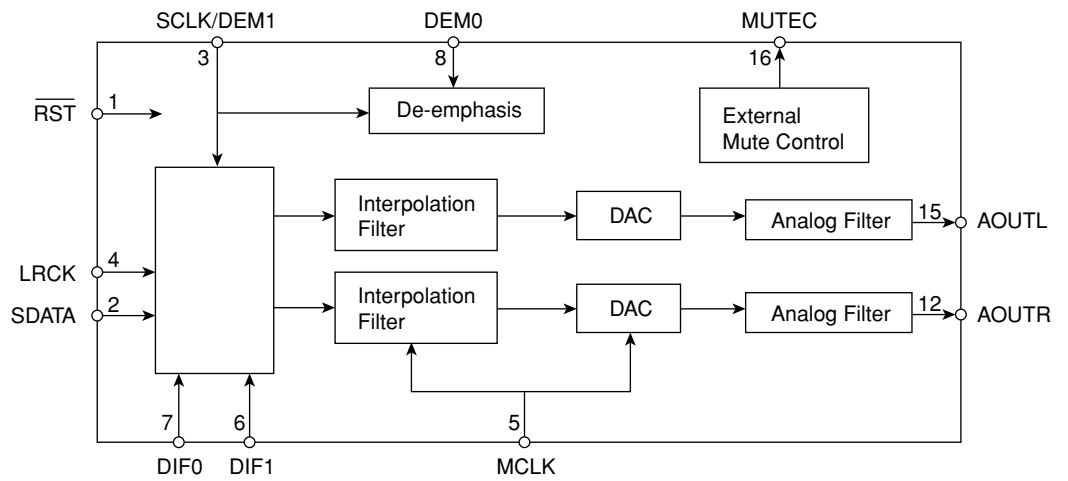 SCLK/DEM1
DEM0
MUTEC
3
8
16
RST
1
De-emphasis
External
Mute Control
Interpolation
Filter
DAC
Analog Filter
15
AOUTL
LRCK
4
SDATA
2
Interpolation
Filter
DAC
Analog Filter
12
AOUTR
7
6
5
DIF0
DIF1
MCLK